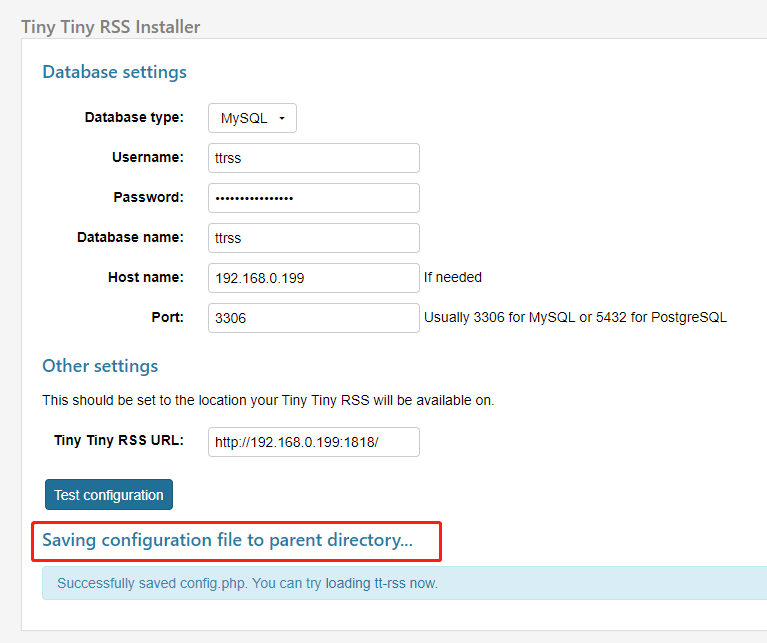 Tiny Tiny RSS Installer
Database settings
Database type: MySQL
Username: ttrss
Password: ••••••••••••••••
Database name: ttrss
Host name: 192.168.0.199 If needed
Port: 3306 Usually 3306 for MySQL or 5432 for PostgreSQL
Other settings
This should be set to the location your Tiny Tiny RSS will be available on.
Tiny Tiny RSS URL: http://192.168.0.199:1818/
Test configuration
Saving configuration file to parent directory...
Successfully saved config.php. You can try loading tt-rss now.